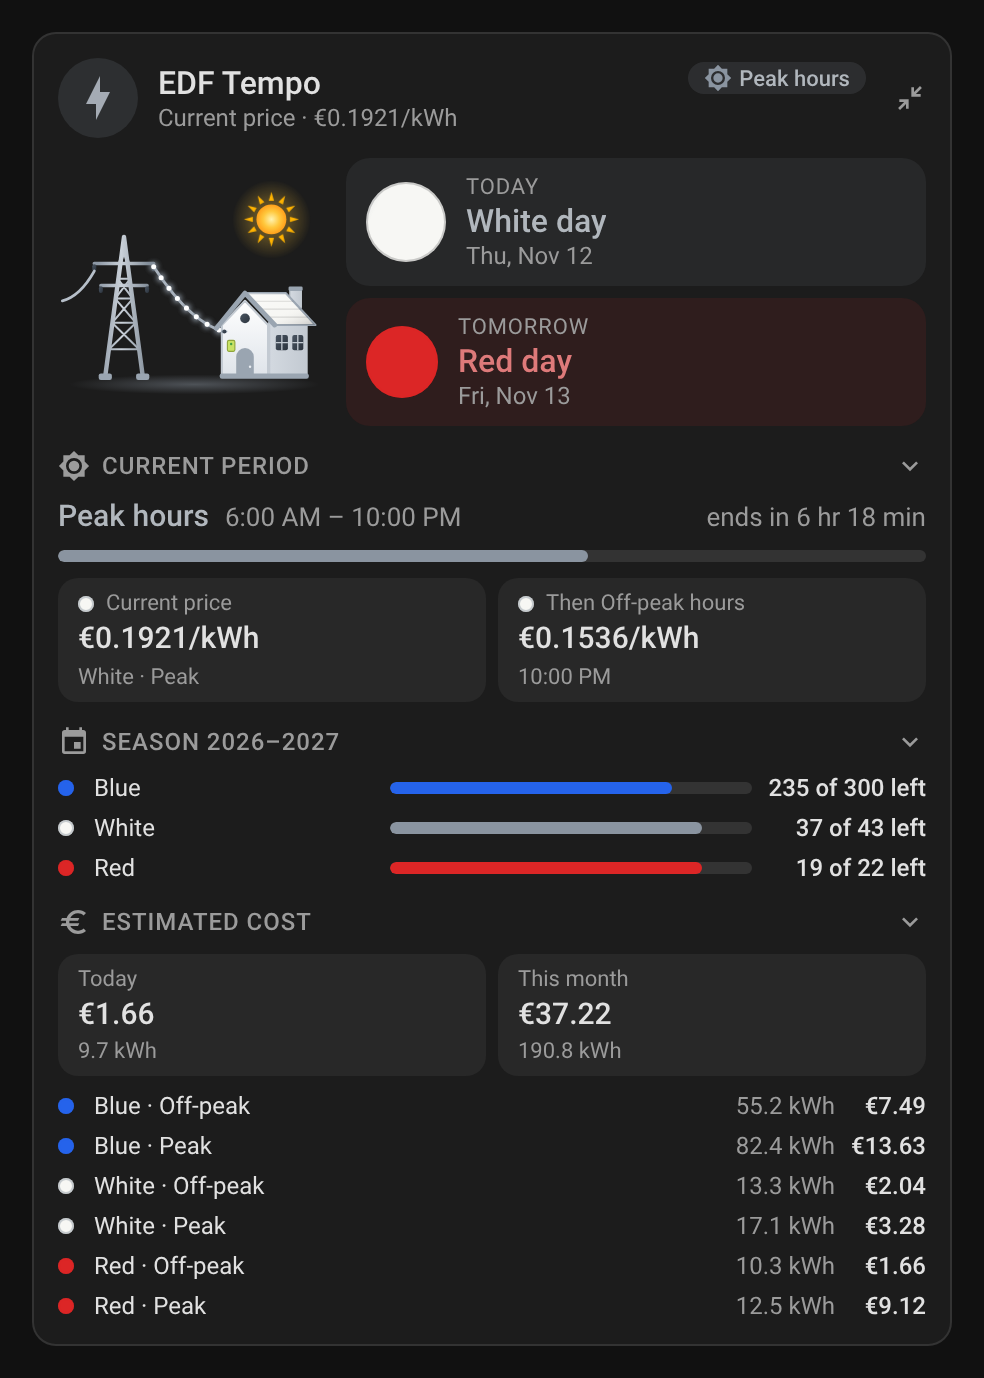 EDF Tempo
Current price · €0.1921/kWh
Peak hours
TODAY
White day
Thu, Nov 12
TOMORROW
Red day
Fri, Nov 13
CURRENT PERIOD
Peak hours 6:00 AM – 10:00 PM ends in 6 hr 18 min
Current price
€0.1921/kWh
White · Peak
Then Off-peak hours
€0.1536/kWh
10:00 PM
SEASON 2026–2027
Blue 235 of 300 left
White 37 of 43 left
Red 19 of 22 left
ESTIMATED COST
Today
€1.66
9.7 kWh
This month
€37.22
190.8 kWh
Blue · Off-peak 55.2 kWh €7.49
Blue · Peak 82.4 kWh €13.63
White · Off-peak 13.3 kWh €2.04
White · Peak 17.1 kWh €3.28
Red · Off-peak 10.3 kWh €1.66
Red · Peak 12.5 kWh €9.12